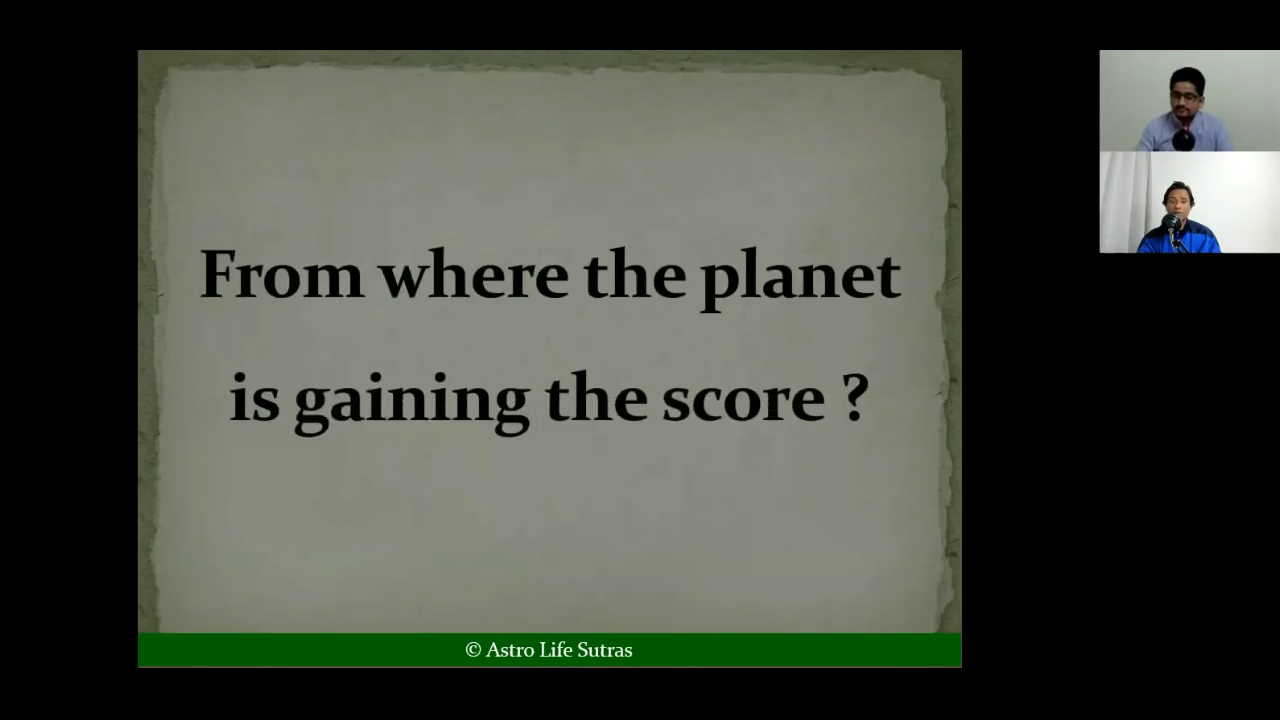 From where the planet
is gaining the score ?
© Astro Life Sutras